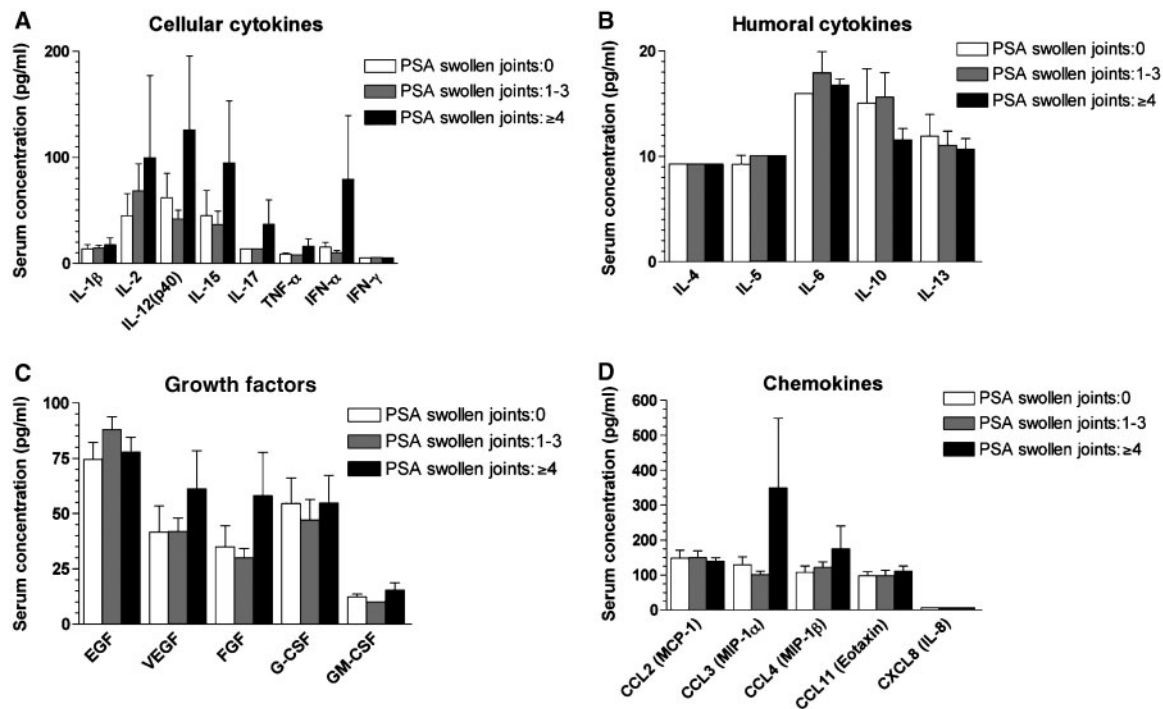 A
Cellular cytokines
Serum concentration (pg/ml)
200
100
0
PSA swollen joints:0
PSA swollen joints:1-3
PSA swollen joints:≥4
IL-1β
IL-2
IL-12(p40)
IL-15
IL-17
TNF-α
IFN-α
IFN-γ
B
Humoral cytokines
Serum concentration (pg/ml)
20
10
0
PSA swollen joints:0
PSA swollen joints:1-3
PSA swollen joints:≥4
IL-4
IL-5
IL-6
IL-10
IL-13
C
Growth factors
Serum concentration (pg/ml)
100
75
50
25
0
PSA swollen joints:0
PSA swollen joints:1-3
PSA swollen joints:≥4
EGF
VEGF
FGF
G-CSF
GM-CSF
D
Chemokines
Serum concentration (pg/ml)
600
500
400
300
200
100
0
PSA swollen joints:0
PSA swollen joints:1-3
PSA swollen joints:≥4
CCL2 (MCP-1)
CCL3 (MIP-1α)
CCL4 (MIP-1β)
CCL11 (Eotaxin)
CXCL8 (IL-8)